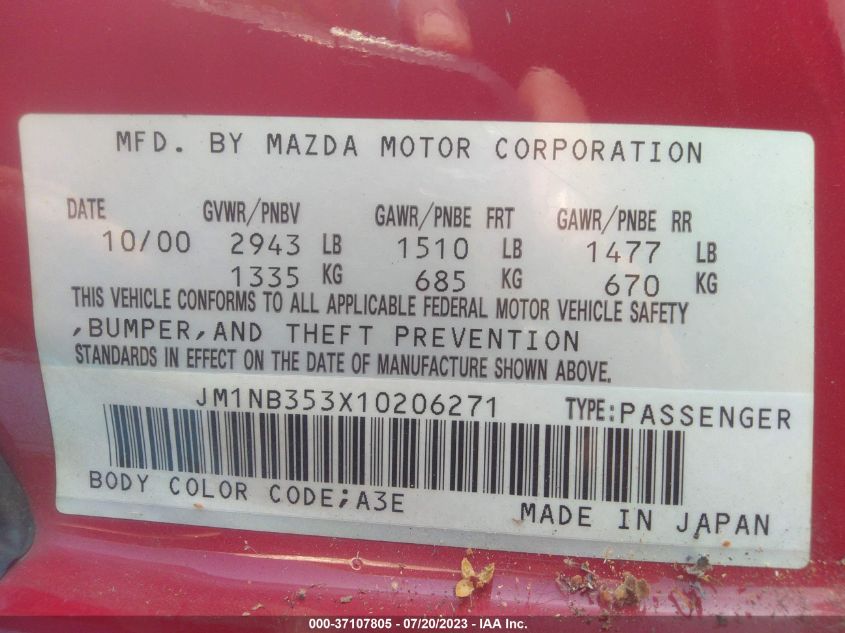 MFD. BY MAZDA MOTOR CORPORATION
DATE GVWR/PNBV GAWR/PNBE FRT GAWR/PNBE RR
10/00 2943 LB 1510 LB 1477 LB
1335 KG 685 KG 670 KG
THIS VEHICLE CONFORMS TO ALL APPLICABLE FEDERAL MOTOR VEHICLE SAFETY
,BUMPER,AND THEFT PREVENTION
STANDARDS IN EFFECT ON THE DATE OF MANUFACTURE SHOWN ABOVE.
JM1NB353X10206271 TYPE:PASSENGER
BODY COLOR CODE;A3E MADE IN JAPAN
000-37107805 - 07/20/2023 - IAA Inc.